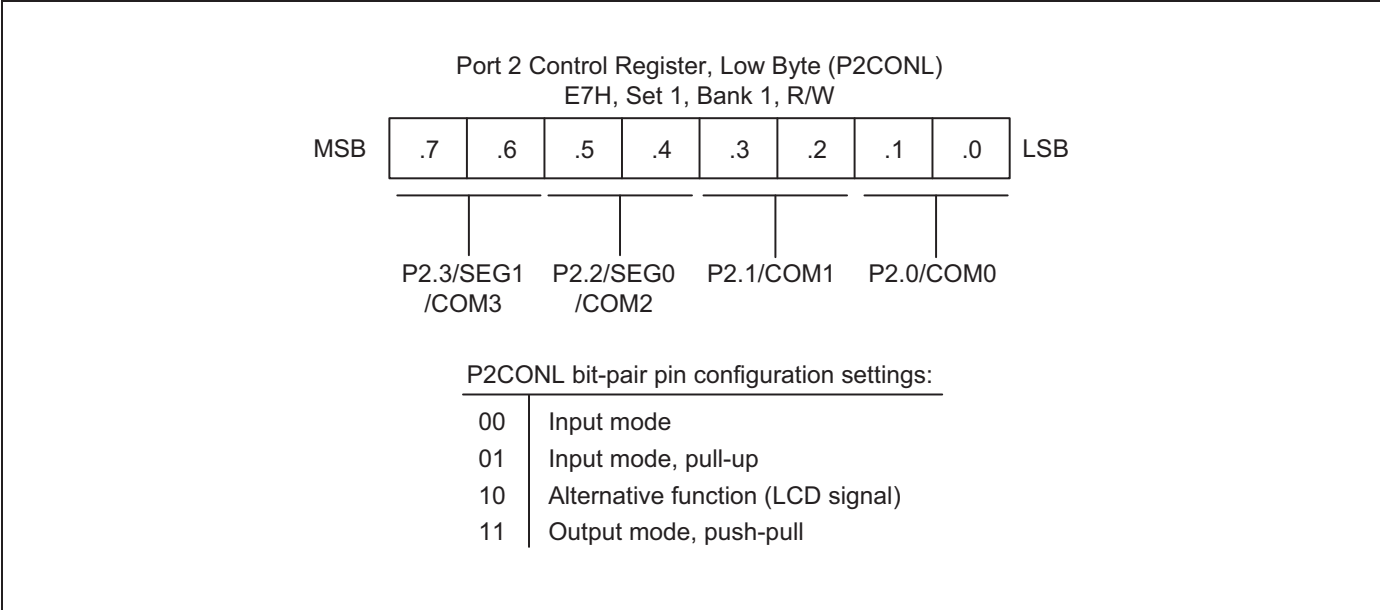 Port 2 Control Register, Low Byte (P2CONL)
E7H, Set 1, Bank 1, R/W
MSB .7 .6 .5 .4 .3 .2 .1 .0 LSB
P2.3/SEG1 P2.2/SEG0 P2.1/COM1 P2.0/COM0
/COM3 /COM2
P2CONL bit-pair pin configuration settings:
00 Input mode
01 Input mode, pull-up
10 Alternative function (LCD signal)
11 Output mode, push-pull